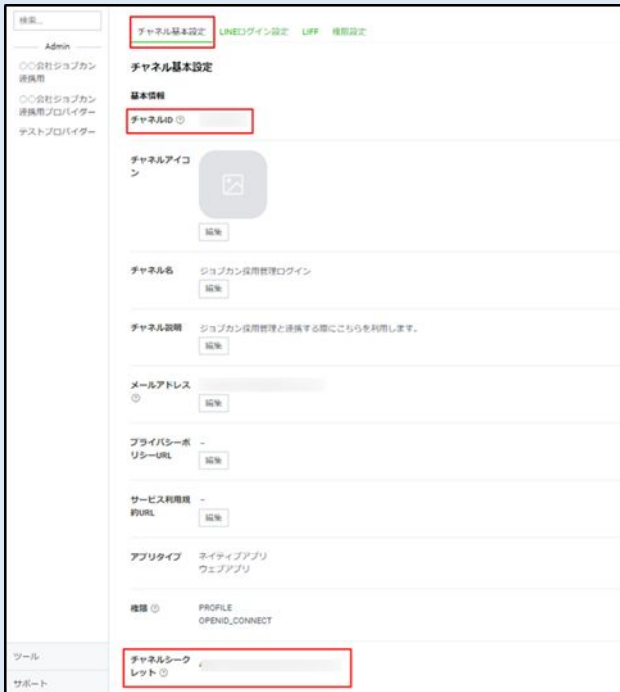 検索...
Admin
〇〇会社ジョブカン
連携用
〇〇会社ジョブカン
連携用プロバイダー
テストプロバイダー
ツール
サポート
チャネル基本設定 LINEログイン設定 LIFF 権限設定
チャネル基本設定
基本情報
チャネルID
チャネルアイコ
ン
編集
チャネル名 ジョブカン採用管理ログイン
編集
チャネル説明 ジョブカン採用管理と連携する際にこちらを利用します。
編集
メールアドレス
編集
プライバシーポ
リシーURL
-
編集
サービス利用規
約URL
-
編集
アプリタイプ ネイティブアプリ
ウェブアプリ
権限 PROFILE
OPENID_CONNECT
チャネルシーク
レット